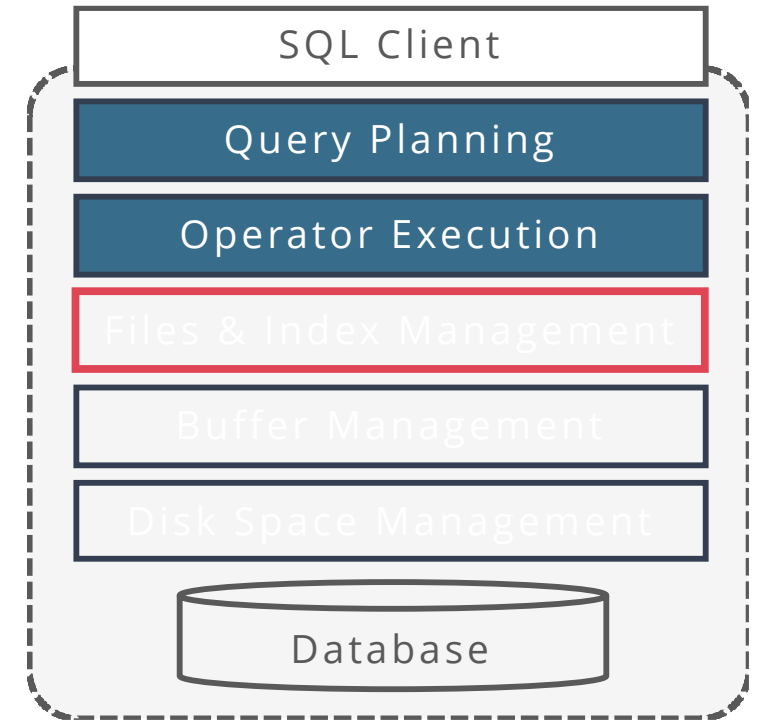 SQL Client
Query Planning
Operator Execution
Files & Index Management
Buffer Management
Disk Space Management
Database